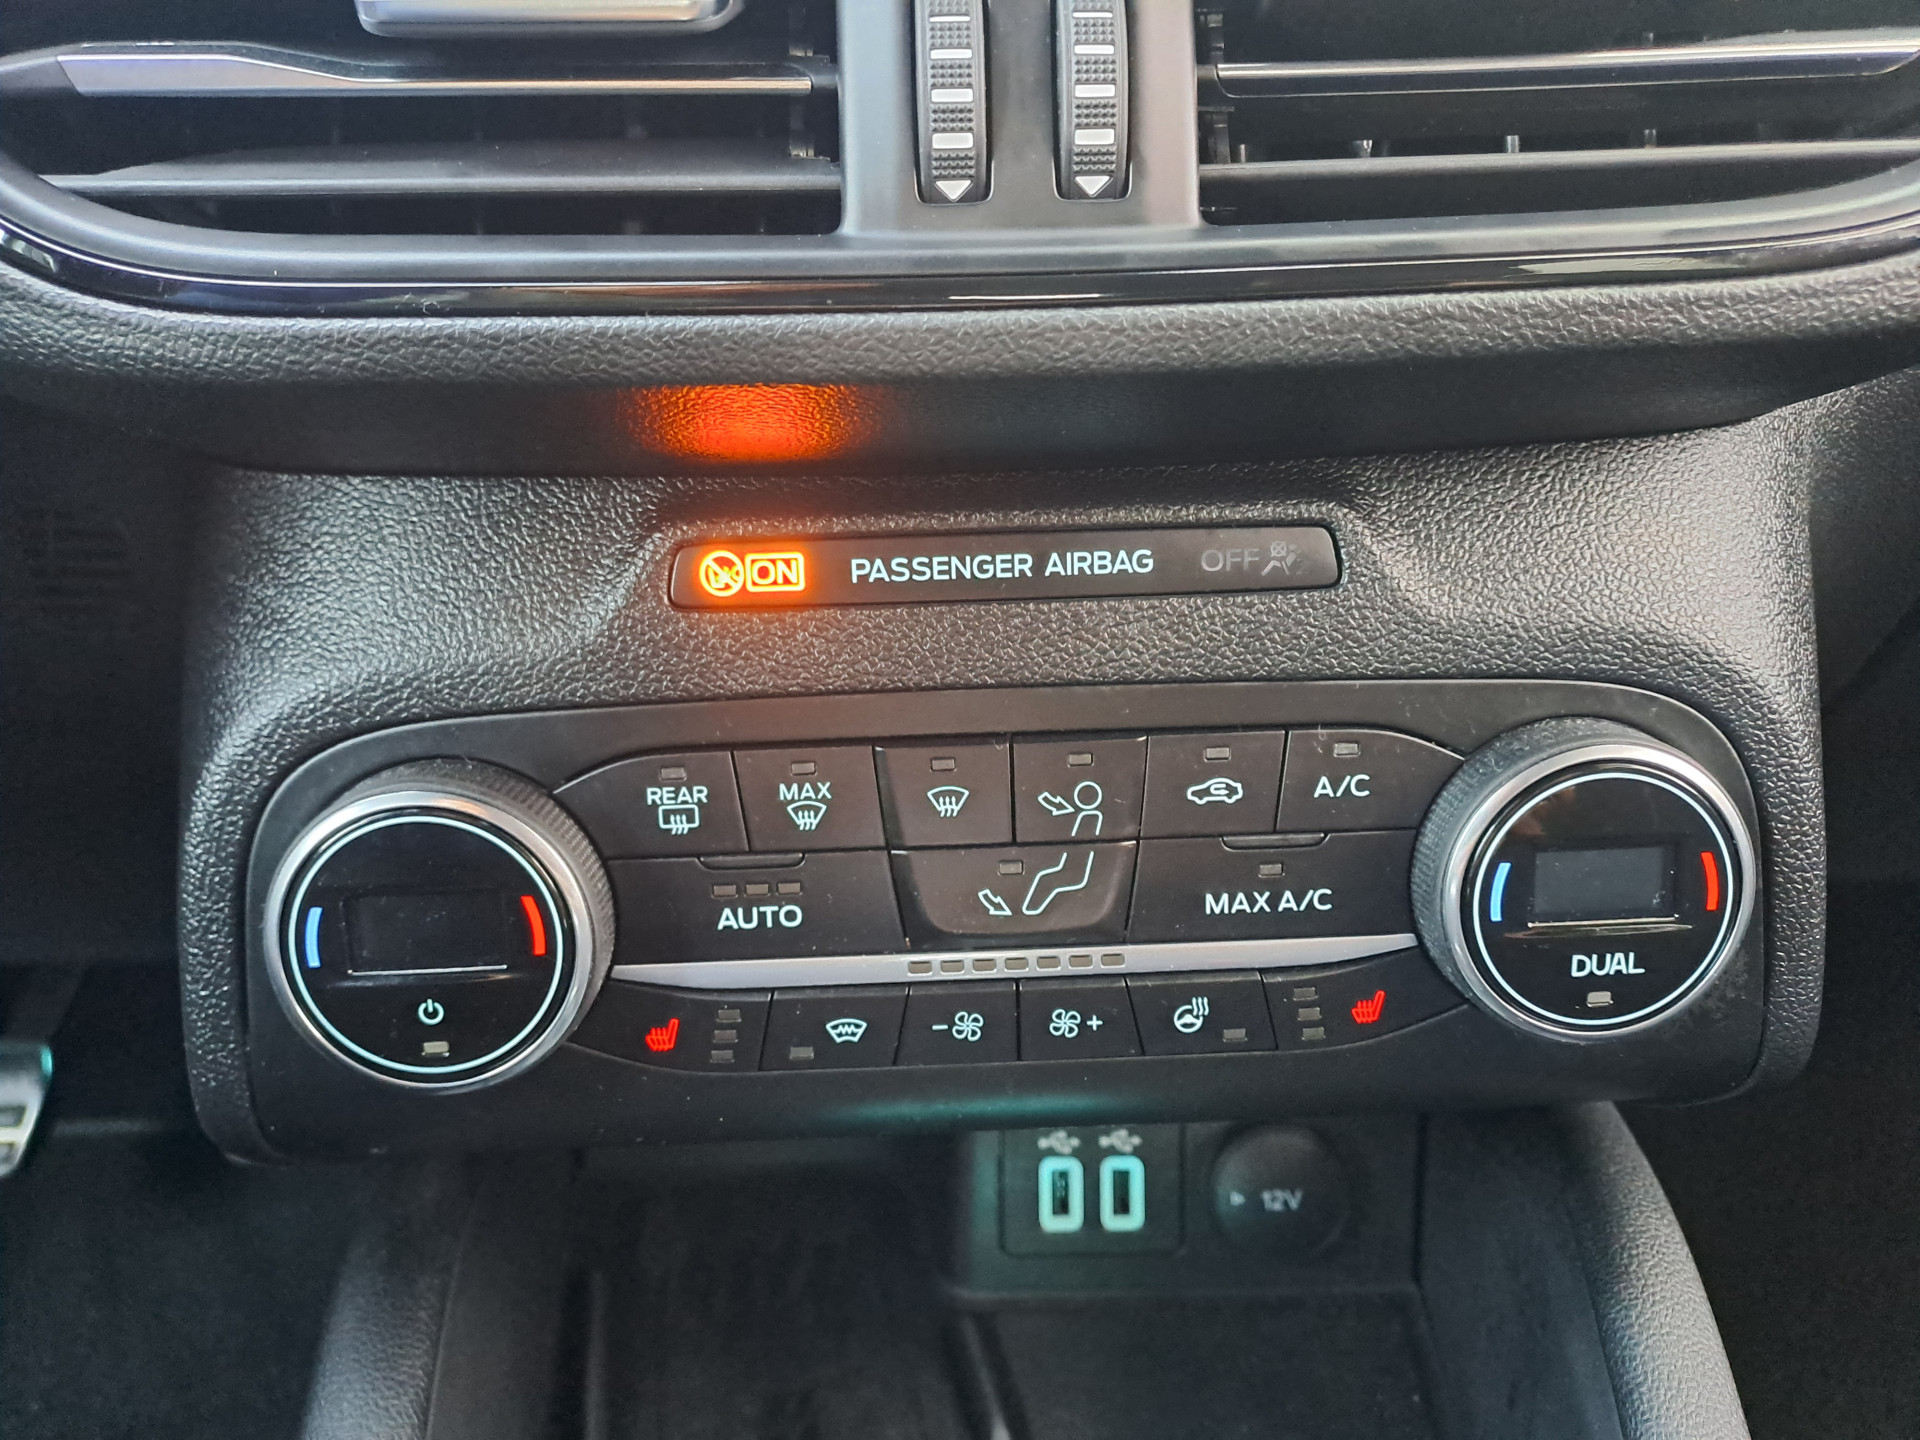 ON PASSENGER AIRBAG OFF
REAR
MAX
A/C
AUTO
MAX A/C
DUAL
- +
12V